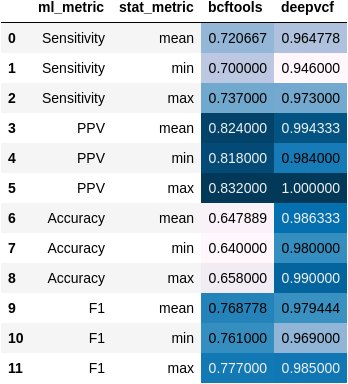 ml_metric stat_metric bcftools deepvcf
0 Sensitivity mean 0.720667 0.964778
1 Sensitivity min 0.700000 0.946000
2 Sensitivity max 0.737000 0.973000
3 PPV mean 0.824000 0.994333
4 PPV min 0.818000 0.984000
5 PPV max 0.832000 1.000000
6 Accuracy mean 0.647889 0.986333
7 Accuracy min 0.640000 0.980000
8 Accuracy max 0.658000 0.990000
9 F1 mean 0.768778 0.979444
10 F1 min 0.761000 0.969000
11 F1 max 0.777000 0.985000